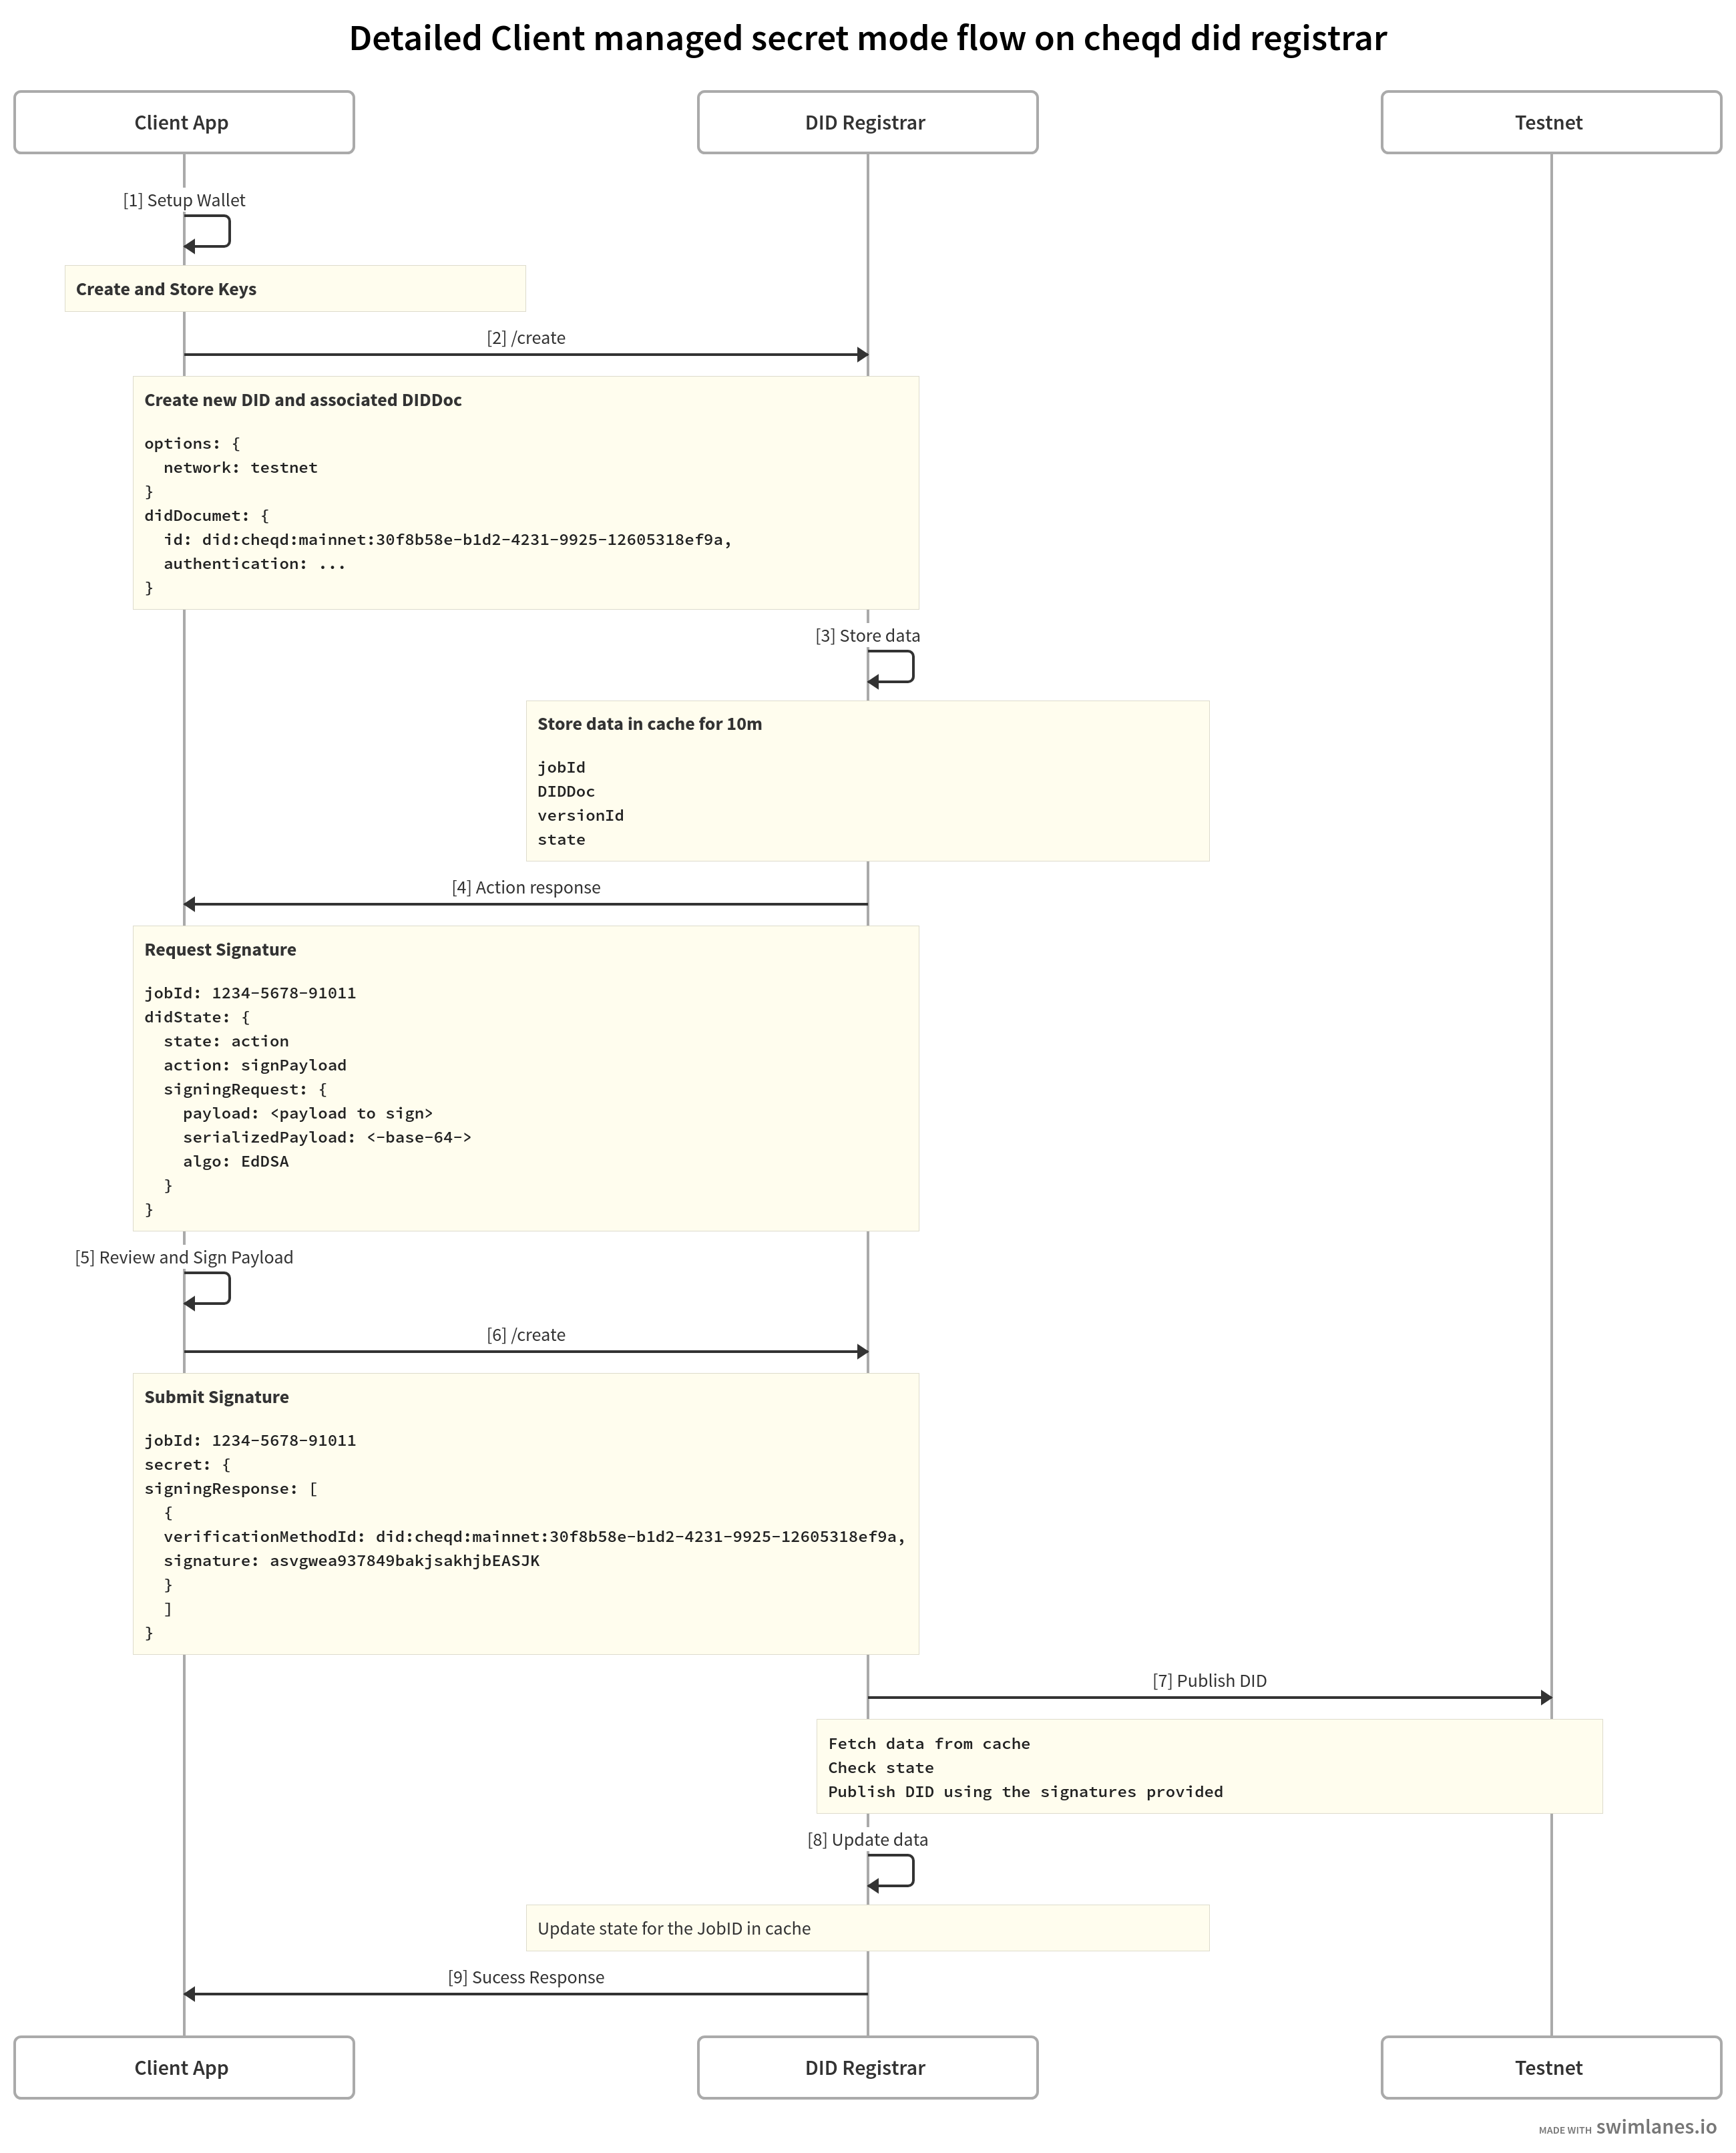 Detailed Client managed secret mode flow on cheqd did registrar
Client App
DID Registrar
Testnet
[1] Setup Wallet
Create and Store Keys
[2] /create
Create new DID and associated DIDDoc
options: {
network: testnet
}
didDocumet: {
id: did:cheqd:mainnet:30f8b58e-b1d2-4231-9925-12605318ef9a,
authentication: ...
}
[3] Store data
Store data in cache for 10m
jobId
DIDDoc
versionId
state
[4] Action response
Request Signature
jobId: 1234-5678-91011
didState: {
state: action
action: signPayload
signingRequest: {
payload: <payload to sign>
serializedPayload: <-base-64->
algo: EdDSA
}
}
[5] Review and Sign Payload
[6] /create
Submit Signature
jobId: 1234-5678-91011
secret: {
signingResponse: [
{
verificationMethodId: did:cheqd:mainnet:30f8b58e-b1d2-4231-9925-12605318ef9a,
signature: asvgwea937849bakjsakhjbEASJK
}
]
}
[7] Publish DID
Fetch data from cache
Check state
Publish DID using the signatures provided
[8] Update data
Update state for the JobID in cache
[9] Sucess Response
Client App
DID Registrar
Testnet
MADE WITH swimlanes.io